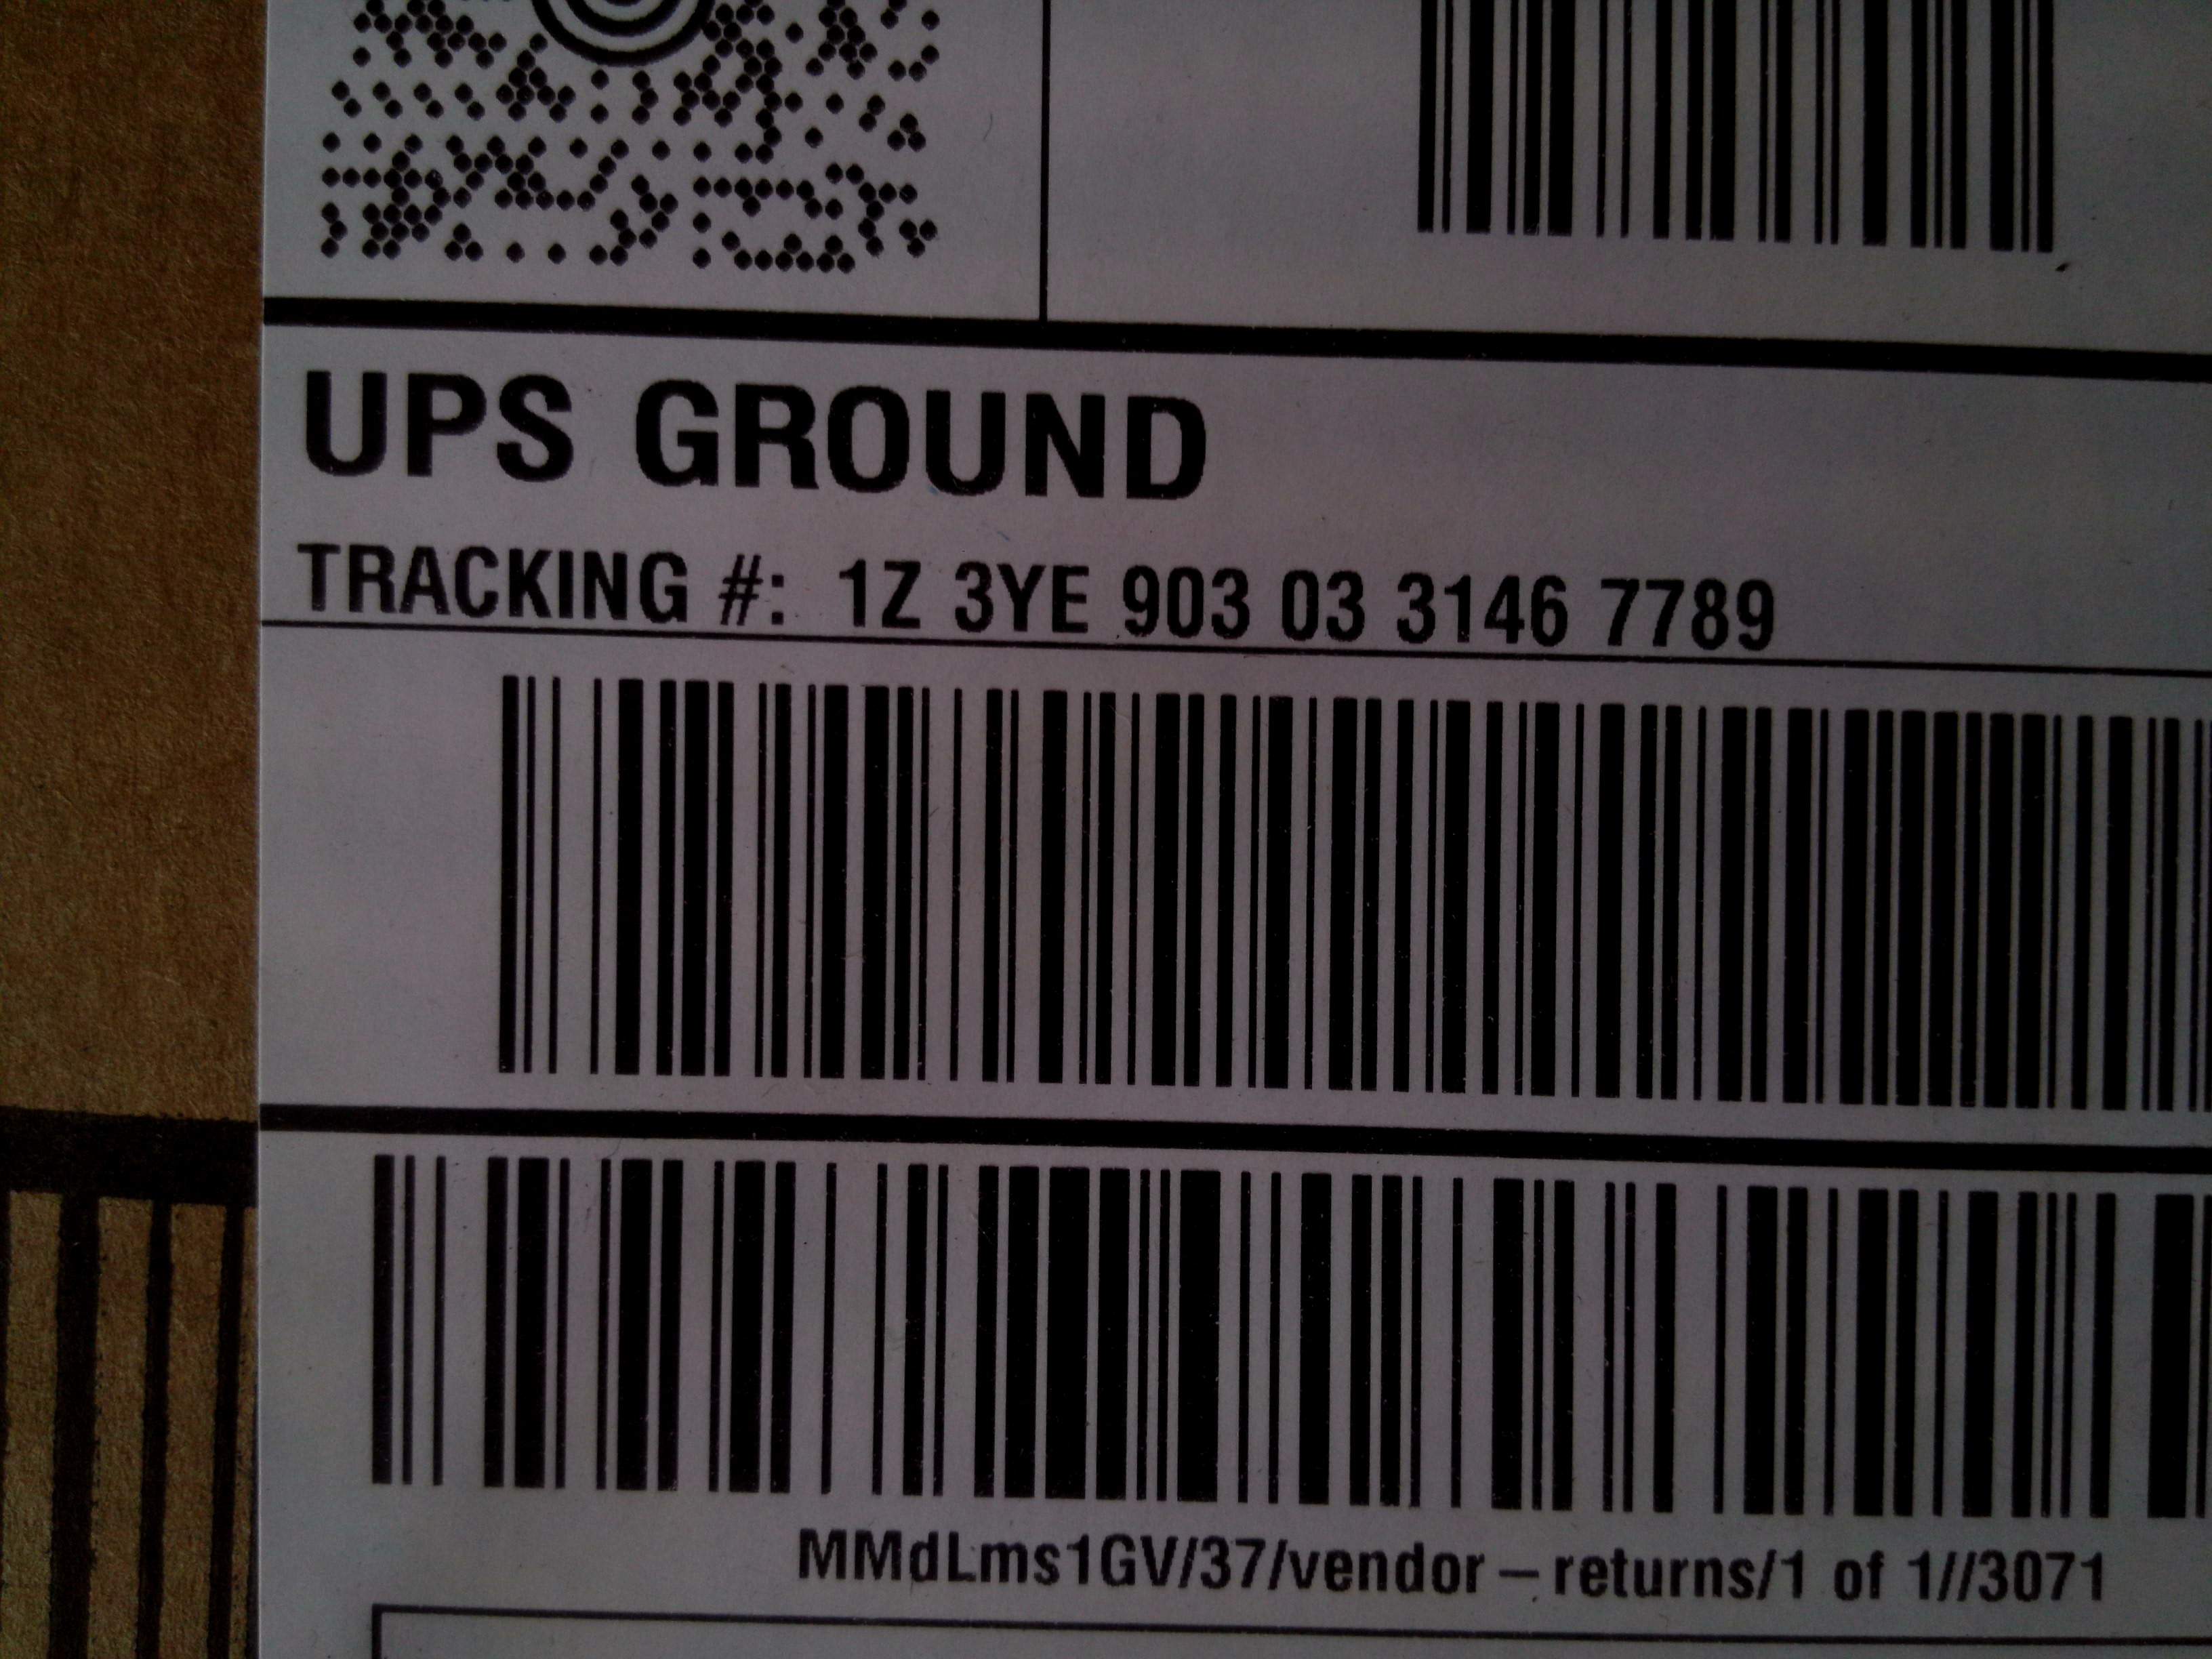 UPS GROUND
TRACKING #: 1Z 3YE 903 03 3146 7789
MMdLms1GV/37/vendor – returns/1 of 1//3071